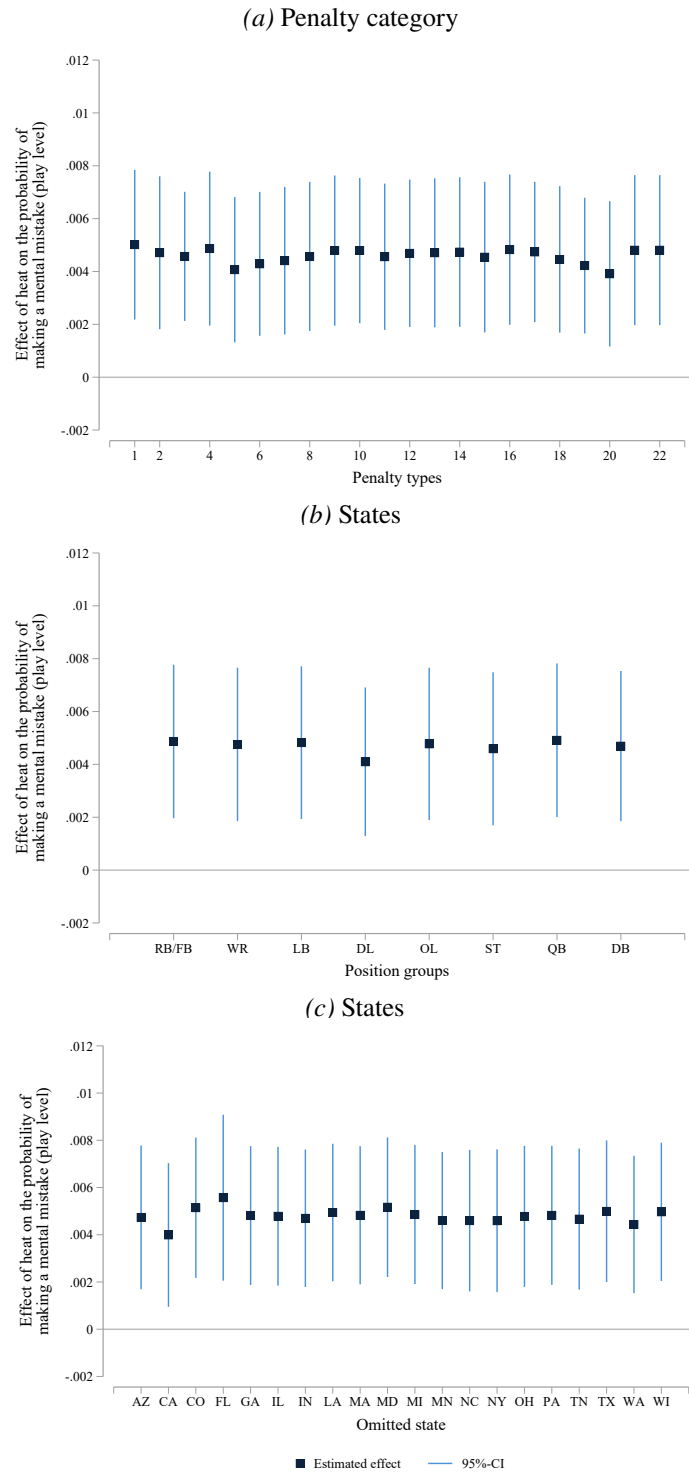 (a) Penalty category
Effect of heat on the probability of
making a mental mistake (play level)
.012
.01
.008
.006
.004
.002
0
-.002
1 2 4 6 8 10 12 14 16 18 20 22
Penalty types
(b) States
Effect of heat on the probability of
making a mental mistake (play level)
.012
.01
.008
.006
.004
.002
0
-.002
RB/FB WR LB DL OL ST QB DB
Position groups
(c) States
Effect of heat on the probability of
making a mental mistake (play level)
.012
.01
.008
.006
.004
.002
0
-.002
AZ CA CO FL GA IL IN LA MA MD MI MN NC NY OH PA TN TX WA WI
Omitted state
Estimated effect 95%-CI